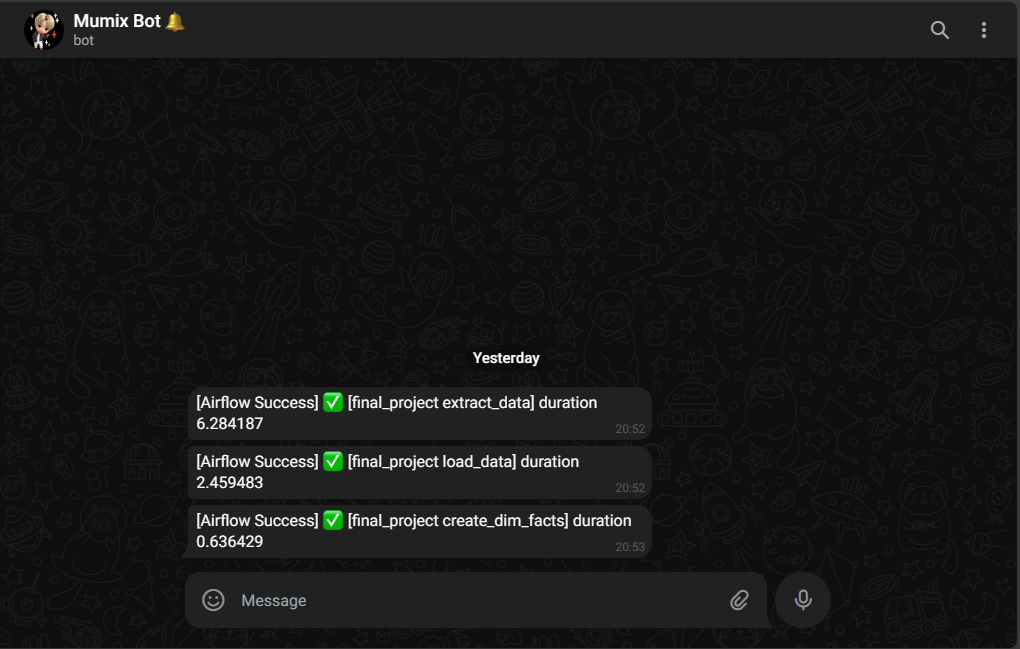 Mumix Bot 🔔
bot
Yesterday
[Airflow Success] ✅ [final_project extract_data] duration
6.284187
20:52
[Airflow Success] ✅ [final_project load_data] duration
2.459483
20:52
[Airflow Success] ✅ [final_project create_dim_facts] duration
0.636429
20:53
Message